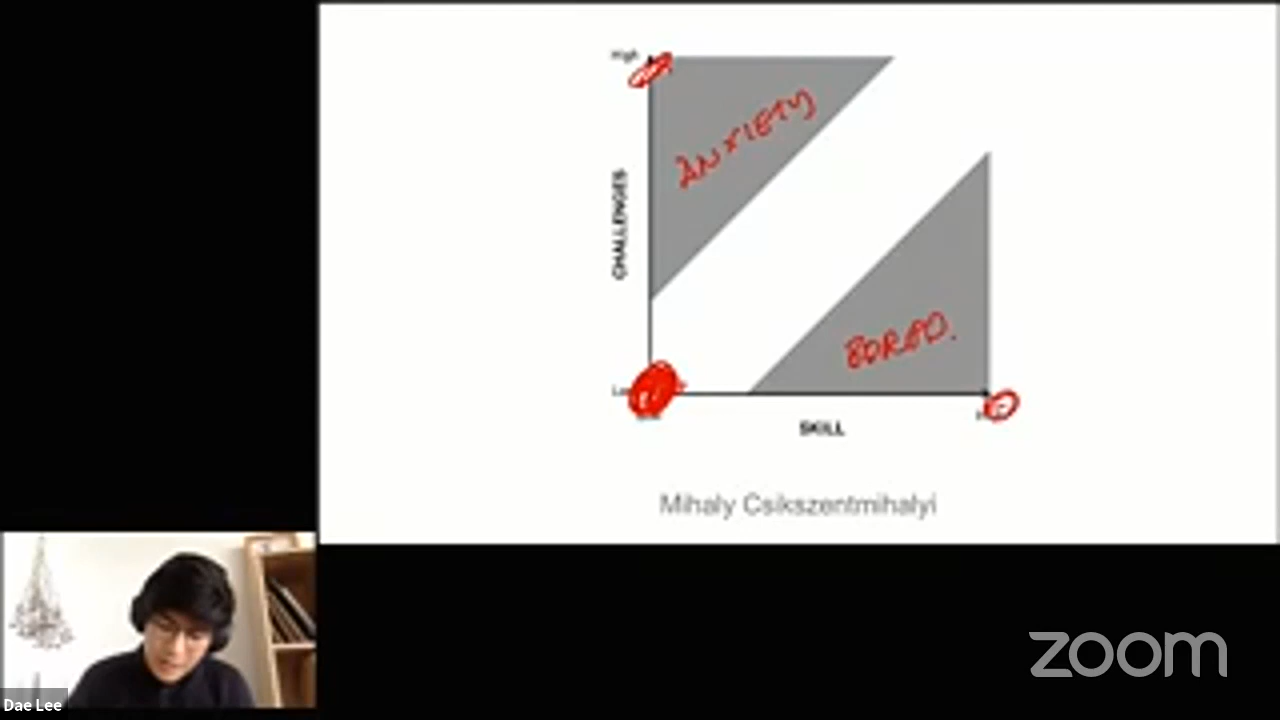 High
ANXIETY
CHALLENGES
BORED.
SKILL
Mihaly Csikszentmihalyi
Dae Lee
zoom